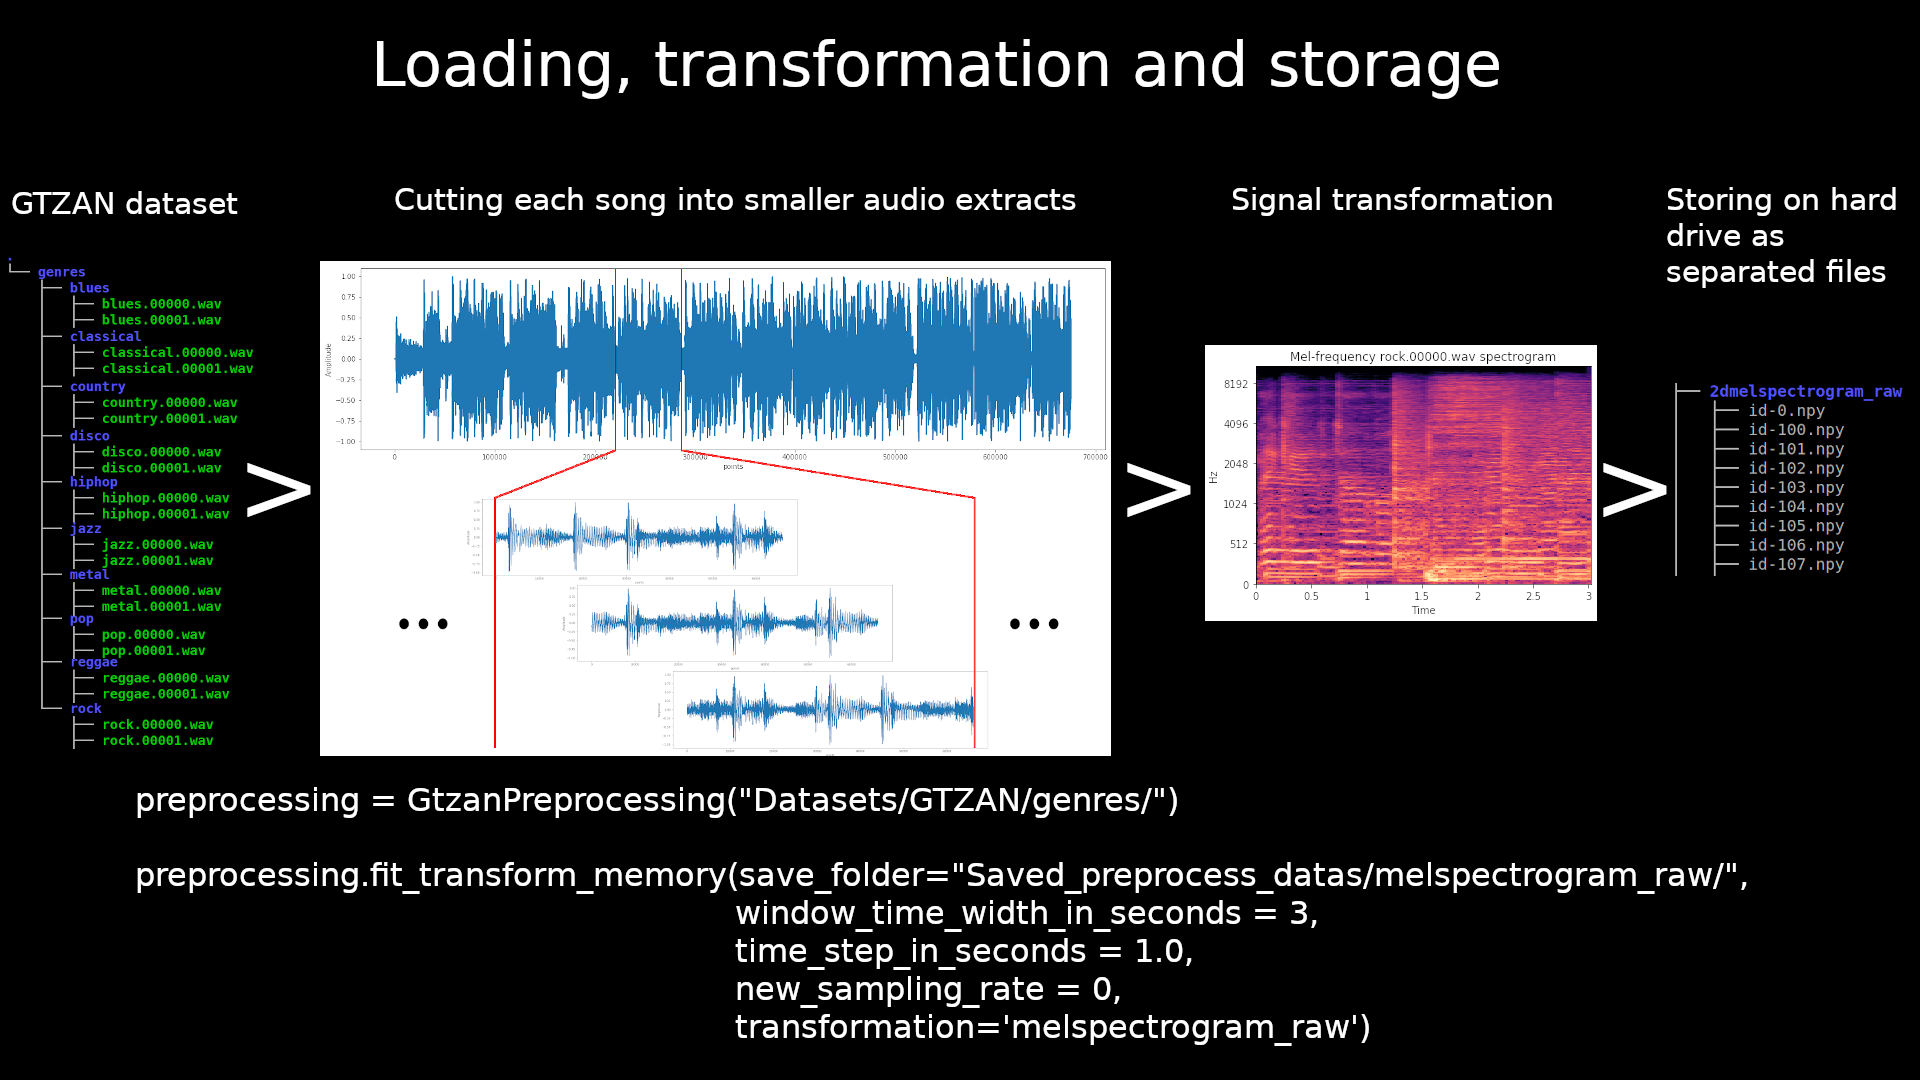 Loading, transformation and storage
GTZAN dataset
Cutting each song into smaller audio extracts
Signal transformation
Storing on hard
drive as
separated files
.
└── genres
blues
blues.00000.wav
blues.00001.wav
classical
classical.00000.wav
classical.00001.wav
country
country.00000.wav
country.00001.wav
disco
disco.00000.wav
disco.00001.wav
hiphop
hiphop.00000.wav
hiphop.00001.wav
jazz
jazz.00000.wav
jazz.00001.wav
metal
metal.00000.wav
metal.00001.wav
pop
pop.00000.wav
pop.00001.wav
reggae
reggae.00000.wav
reggae.00001.wav
rock
rock.00000.wav
rock.00001.wav
>
1.00
0.75
0.50
0.25
0.00
−0.25
−0.50
−0.75
−1.00
Amplitude
0 100000 200000 300000 400000 500000 600000 700000
points
... ...
>
Mel-frequency rock.00000.wav spectrogram
8192
4096
2048
1024
512
0
Hz
0 0.5 1 1.5 2 2.5 3
Time
>
2dmelspectrogram_raw
id-0.npy
id-100.npy
id-101.npy
id-102.npy
id-103.npy
id-104.npy
id-105.npy
id-106.npy
id-107.npy
preprocessing = GtzanPreprocessing("Datasets/GTZAN/genres/")
preprocessing.fit_transform_memory(save_folder="Saved_preprocess_datas/melspectrogram_raw/",
window_time_width_in_seconds = 3,
time_step_in_seconds = 1.0,
new_sampling_rate = 0,
transformation='melspectrogram_raw')